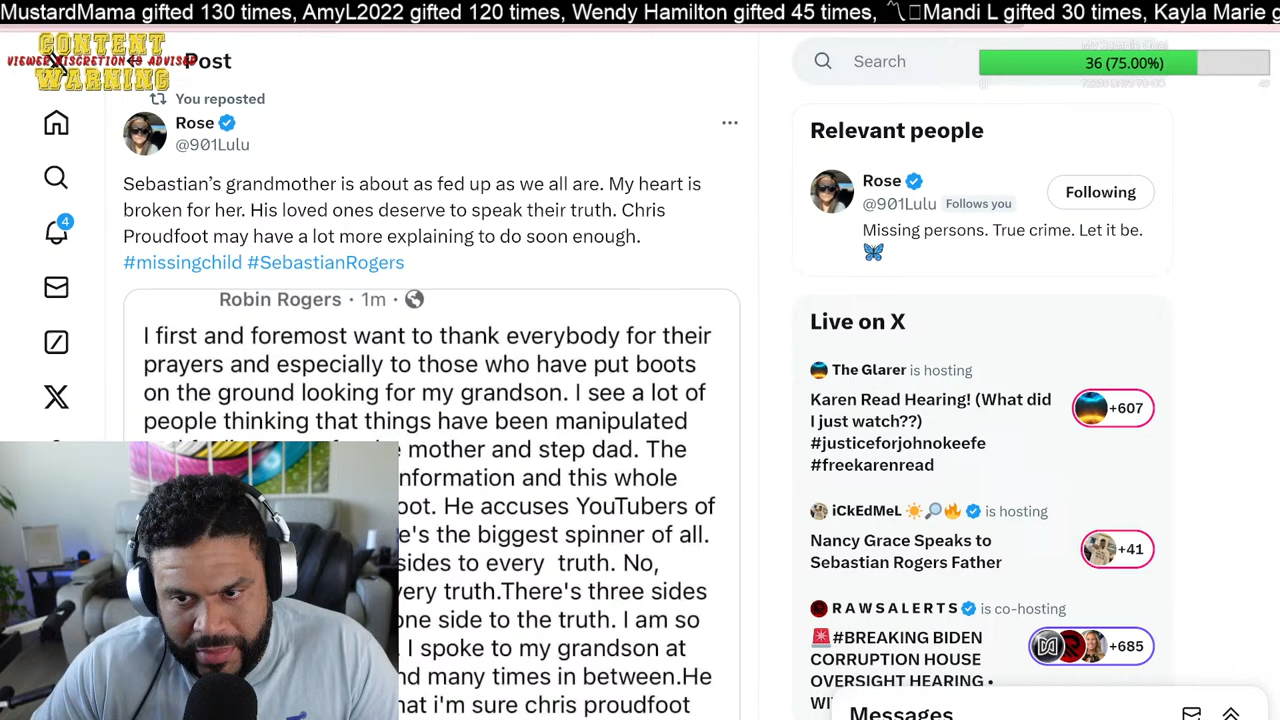 MustardMama gifted 130 times, AmyL2022 gifted 120 times, Wendy Hamilton gifted 45 times, Mandi L gifted 30 times, Kayla Marie g
CONTENT
VIEWER DISCRETION IS ADVISED
WARNING
Post
Search
36 (75.00%)
You reposted
Rose
@901Lulu
Sebastian’s grandmother is about as fed up as we all are. My heart is
broken for her. His loved ones deserve to speak their truth. Chris
Proudfoot may have a lot more explaining to do soon enough.
#missingchild #SebastianRogers
Robin Rogers · 1m ·
I first and foremost want to thank everybody for their
prayers and especially to those who have put boots
on the ground looking for my grandson. I see a lot of
people thinking that things have been manipulated
mother and step dad. The
nformation and this whole
oot. He accuses YouTubers of
e's the biggest spinner of all.
sides to every truth. No,
very truth.There's three sides
one side to the truth. I am so
I spoke to my grandson at
nd many times in between.He
hat i'm sure chris proudfoot
4
Relevant people
Rose
@901Lulu Follows you
Following
Missing persons. True crime. Let it be.
Live on X
The Glarer is hosting
Karen Read Hearing! (What did
I just watch??)
#justiceforjohnokeefe
#freekarenread
+607
iCkEdMeL is hosting
Nancy Grace Speaks to
Sebastian Rogers Father
+41
R A W S A L E R T S is co-hosting
#BREAKING BIDEN
CORRUPTION HOUSE
OVERSIGHT HEARING •
WI
+685
Messages